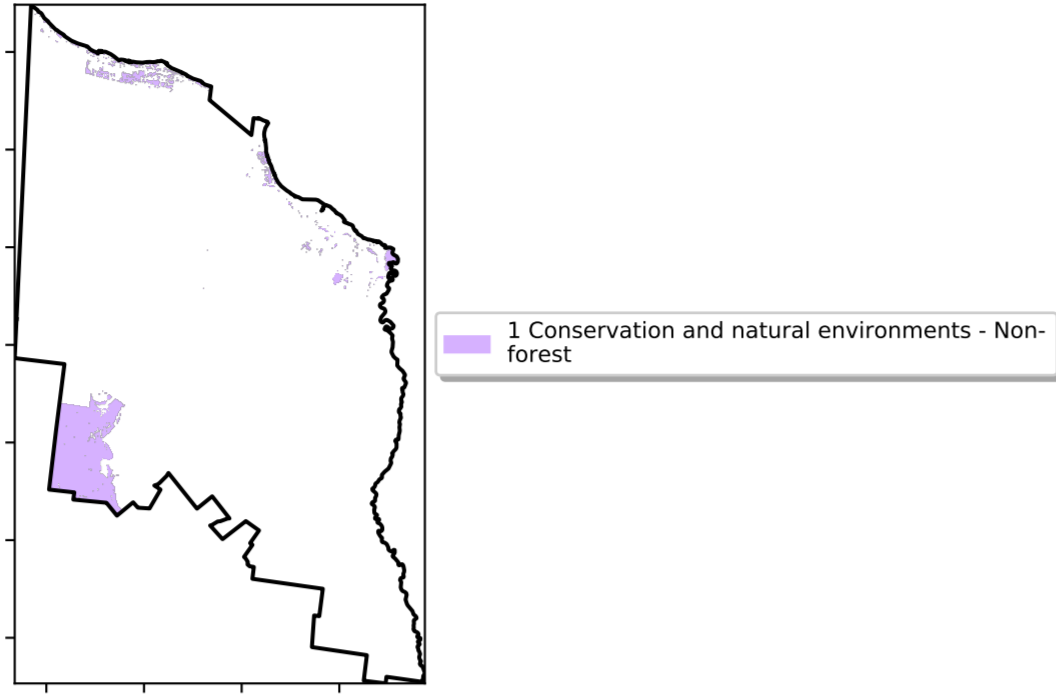 1 Conservation and natural environments - Non-
forest